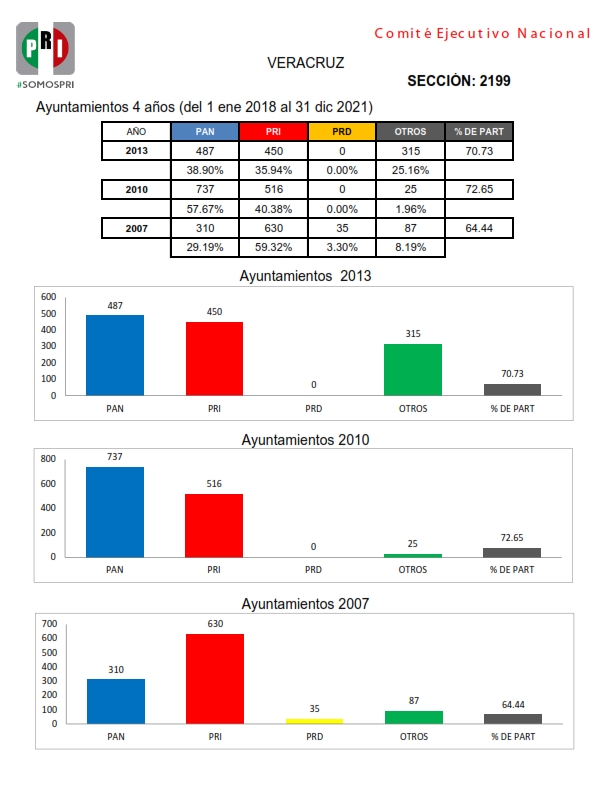 Comité Ejecutivo Nacional
PRI
#SOMOSPRI
VERACRUZ
SECCIÒN: 2199
Ayuntamientos 4 años (del 1 ene 2018 al 31 dic 2021)
AÑO PAN PRI PRD OTROS % DE PART
2013 487 450 0 315 70.73
38.90% 35.94% 0.00% 25.16%
2010 737 516 0 25 72.65
57.67% 40.38% 0.00% 1.96%
2007 310 630 35 87 64.44
29.19% 59.32% 3.30% 8.19%
Ayuntamientos 2013
600
500
400
300
200
100
0
487 450 0 315 70.73
PAN PRI PRD OTROS % DE PART
Ayuntamientos 2010
800
600
400
200
0
737 516 0 25 72.65
PAN PRI PRD OTROS % DE PART
Ayuntamientos 2007
700
600
500
400
300
200
100
0
310 630 35 87 64.44
PAN PRI PRD OTROS % DE PART